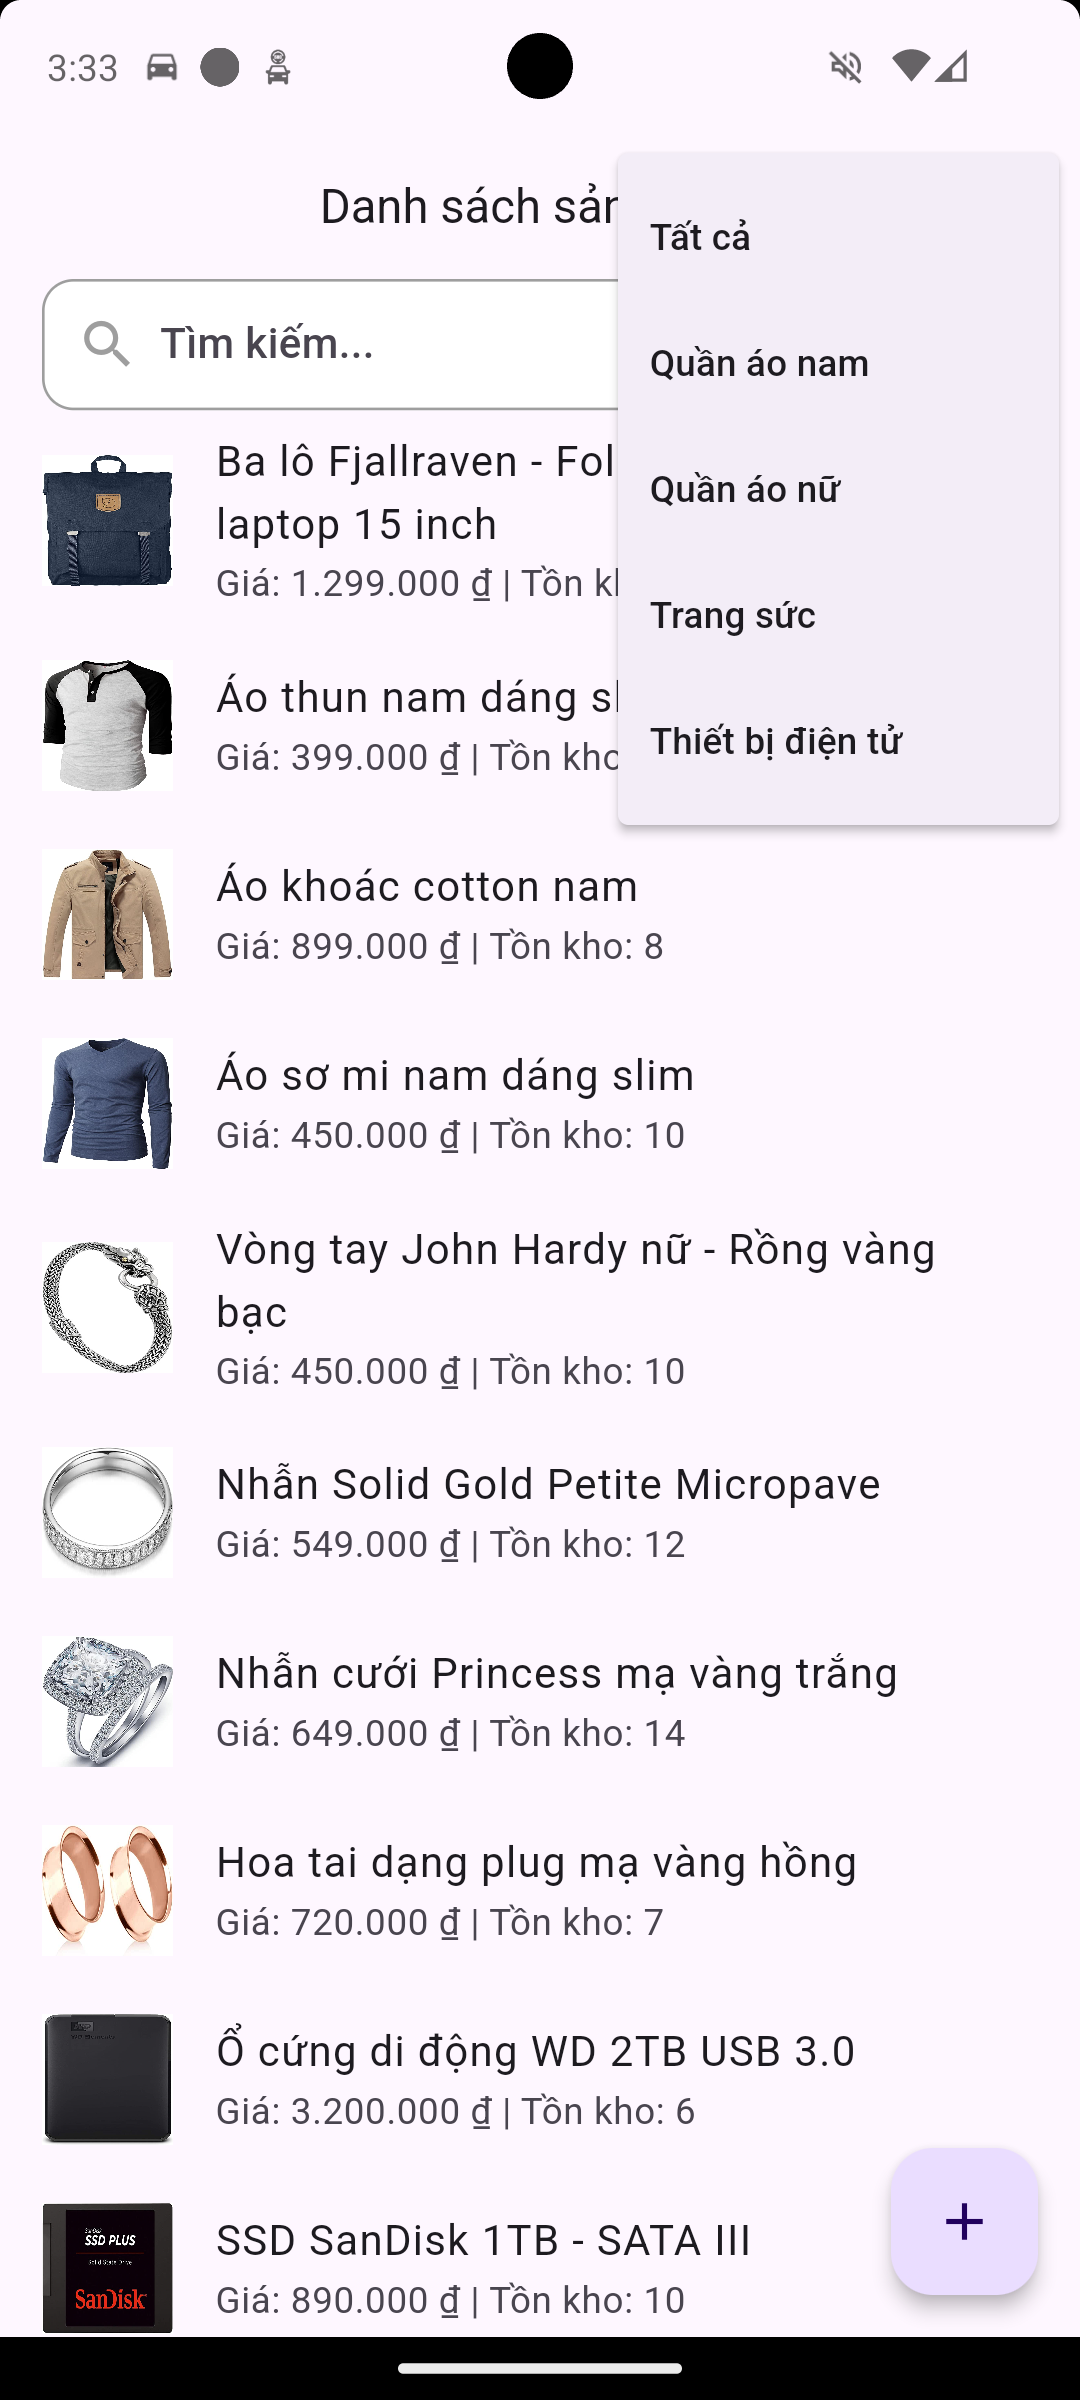 3:33
Danh sách sản
Tìm kiếm...
Tất cả
Quần áo nam
Quần áo nữ
Trang sức
Thiết bị điện tử
Ba lô Fjallraven - Fol
laptop 15 inch
Giá: 1.299.000 ₫ | Tồn kh
Áo thun nam dáng sl
Giá: 399.000 ₫ | Tồn kho
Áo khoác cotton nam
Giá: 899.000 ₫ | Tồn kho: 8
Áo sơ mi nam dáng slim
Giá: 450.000 ₫ | Tồn kho: 10
Vòng tay John Hardy nữ - Rồng vàng
bạc
Giá: 450.000 ₫ | Tồn kho: 10
Nhẫn Solid Gold Petite Micropave
Giá: 549.000 ₫ | Tồn kho: 12
Nhẫn cưới Princess mạ vàng trắng
Giá: 649.000 ₫ | Tồn kho: 14
Hoa tai dạng plug mạ vàng hồng
Giá: 720.000 ₫ | Tồn kho: 7
Ổ cứng di động WD 2TB USB 3.0
Giá: 3.200.000 ₫ | Tồn kho: 6
SanDisk
SSD PLUS
Solid State Drive
SanDisk
SSD SanDisk 1TB - SATA III
Giá: 890.000 ₫ | Tồn kho: 10